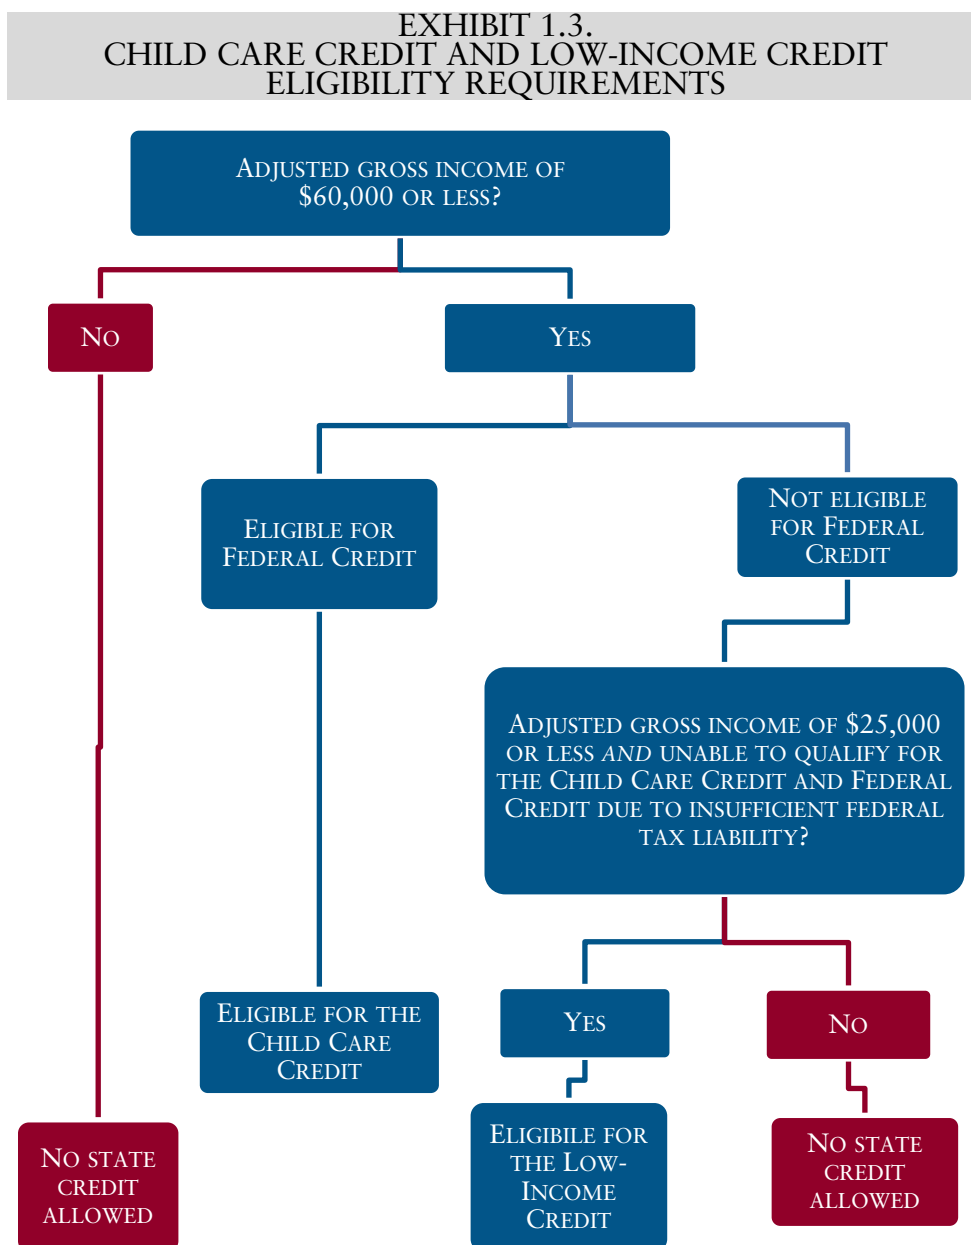 EXHIBIT 1.3.
CHILD CARE CREDIT AND LOW-INCOME CREDIT
ELIGIBILITY REQUIREMENTS
ADJUSTED GROSS INCOME OF
$60,000 OR LESS?
NO
YES
ELIGIBLE FOR
FEDERAL CREDIT
NOT ELIGIBLE
FOR FEDERAL
CREDIT
ADJUSTED GROSS INCOME OF $25,000
OR LESS AND UNABLE TO QUALIFY FOR
THE CHILD CARE CREDIT AND FEDERAL
CREDIT DUE TO INSUFFICIENT FEDERAL
TAX LIABILITY?
ELIGIBLE FOR THE
CHILD CARE
CREDIT
YES
NO
NO STATE
CREDIT
ALLOWED
ELIGIBILE FOR
THE LOW-
INCOME
CREDIT
NO STATE
CREDIT
ALLOWED